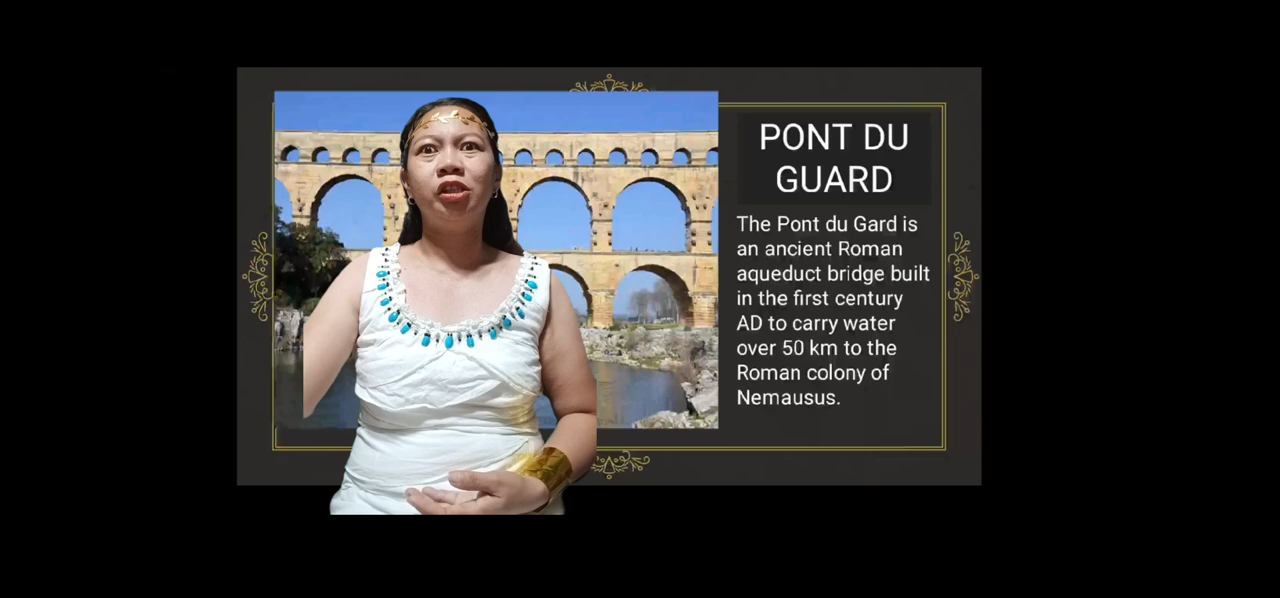 PONT DU
GUARD
The Pont du Gard is
an ancient Roman
aqueduct bridge built
in the first century
AD to carry water
over 50 km to the
Roman colony of
Nemausus.